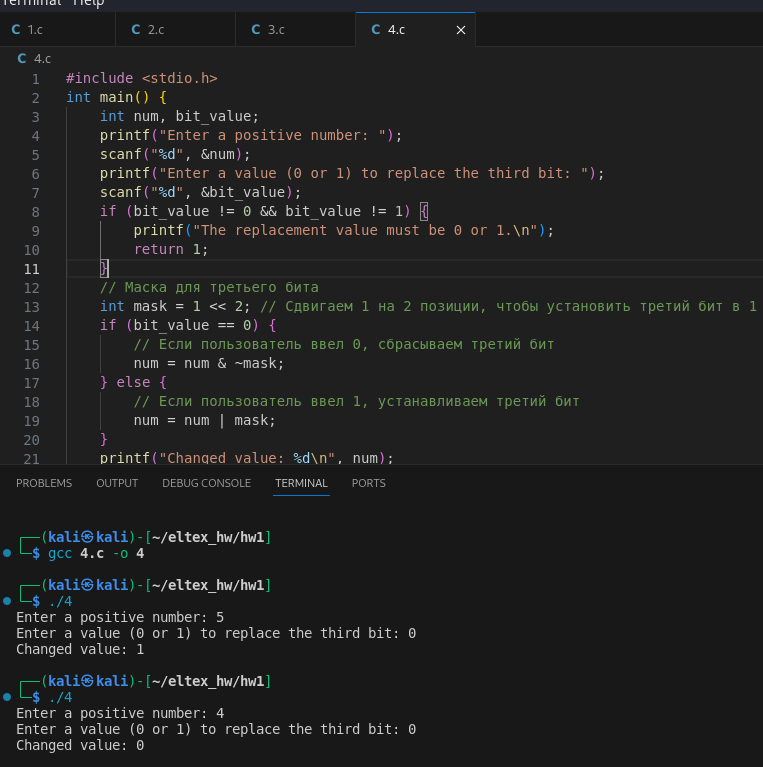 Terminal Help
C 1.c C 2.c C 3.c C 4.c ×
C 4.c
1 #include <stdio.h>
2 int main() {
3 int num, bit_value;
4 printf("Enter a positive number: ");
5 scanf("%d", &num);
6 printf("Enter a value (0 or 1) to replace the third bit: ");
7 scanf("%d", &bit_value);
8 if (bit_value != 0 && bit_value != 1) {
9 printf("The replacement value must be 0 or 1.\n");
10 return 1;
11 }
12 // Маска для третьего бита
13 int mask = 1 << 2; // Сдвигаем 1 на 2 позиции, чтобы установить третий бит в 1
14 if (bit_value == 0) {
15 // Если пользователь ввел 0, сбрасываем третий бит
16 num = num & ~mask;
17 } else {
18 // Если пользователь ввел 1, устанавливаем третий бит
19 num = num | mask;
20 }
21 printf("Changed value: %d\n", num);
PROBLEMS OUTPUT DEBUG CONSOLE TERMINAL PORTS
┌──(kali㉿kali)-[~/eltex_hw/hw1]
└─$ gcc 4.c -o 4
┌──(kali㉿kali)-[~/eltex_hw/hw1]
└─$ ./4
Enter a positive number: 5
Enter a value (0 or 1) to replace the third bit: 0
Changed value: 1
┌──(kali㉿kali)-[~/eltex_hw/hw1]
└─$ ./4
Enter a positive number: 4
Enter a value (0 or 1) to replace the third bit: 0
Changed value: 0